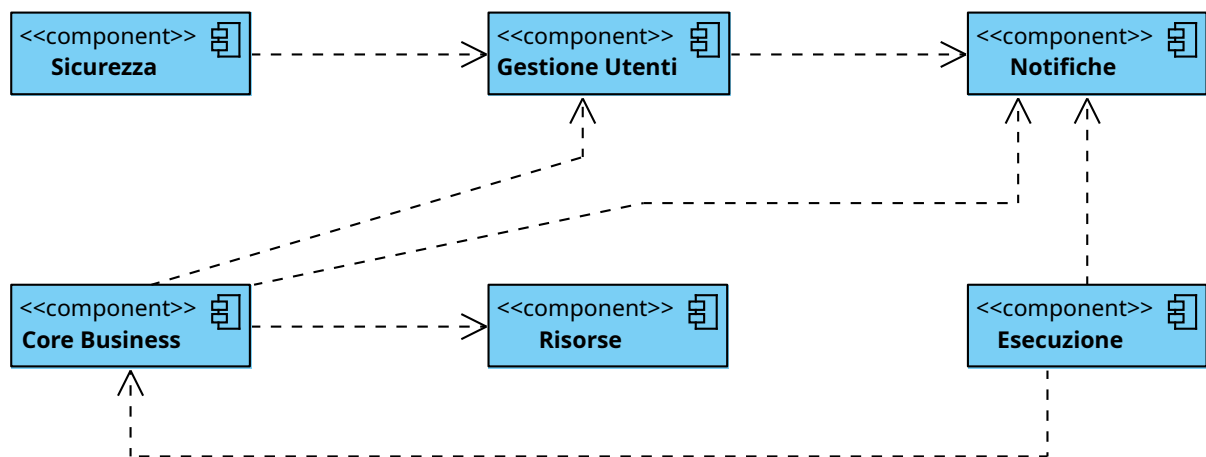 <<component>>
Sicurezza
<<component>>
Gestione Utenti
<<component>>
Notifiche
<<component>>
Core Business
<<component>>
Risorse
<<component>>
Esecuzione